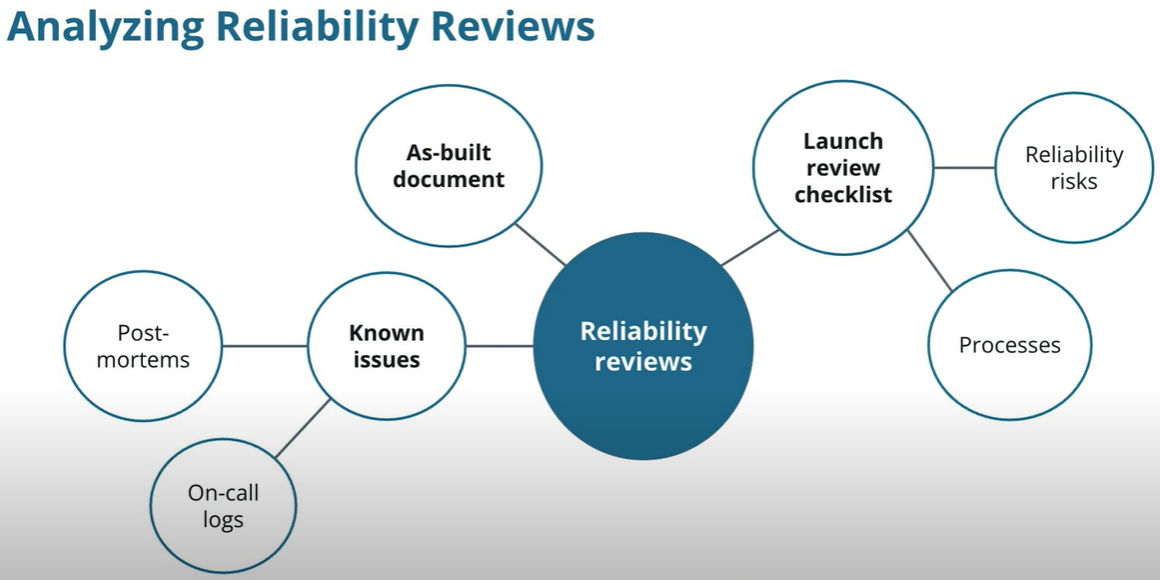 Analyzing Reliability Reviews
As-built
document
Launch
review
checklist
Reliability
risks
Post-
mortems
Known
issues
Reliability
reviews
Processes
On-call
logs